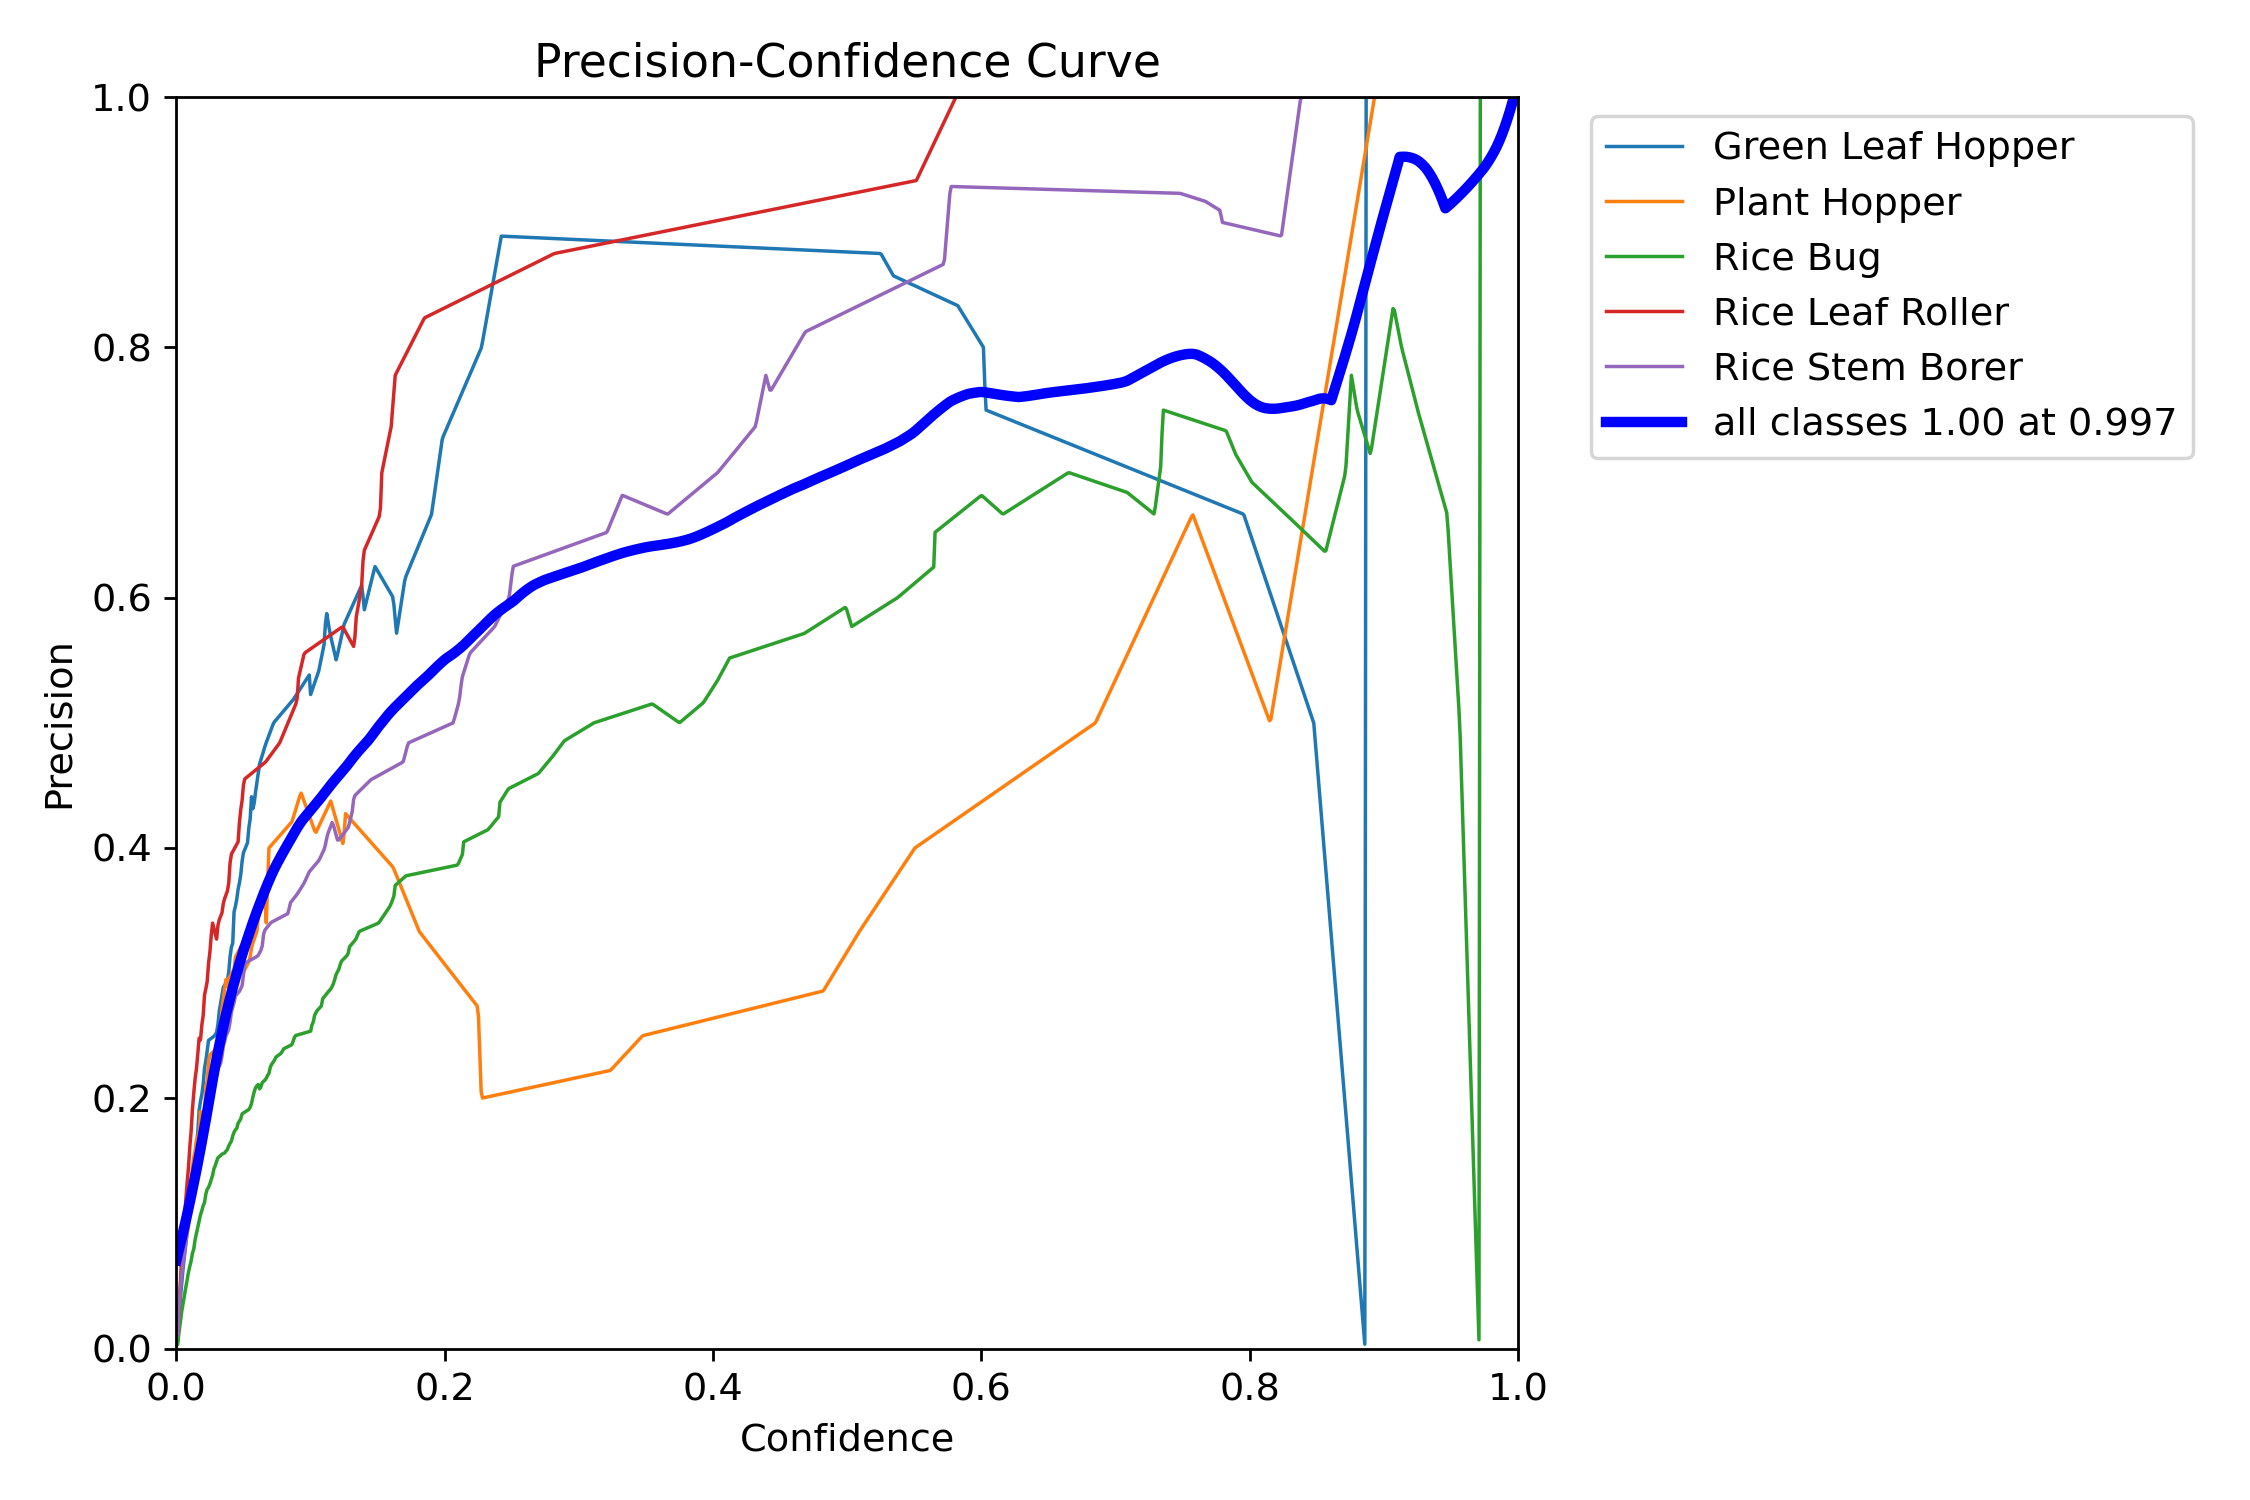 Precision-Confidence Curve
1.0
0.8
0.6
0.4
0.2
0.0
Precision
0.0 0.2 0.4 0.6 0.8 1.0
Confidence
Green Leaf Hopper
Plant Hopper
Rice Bug
Rice Leaf Roller
Rice Stem Borer
all classes 1.00 at 0.997